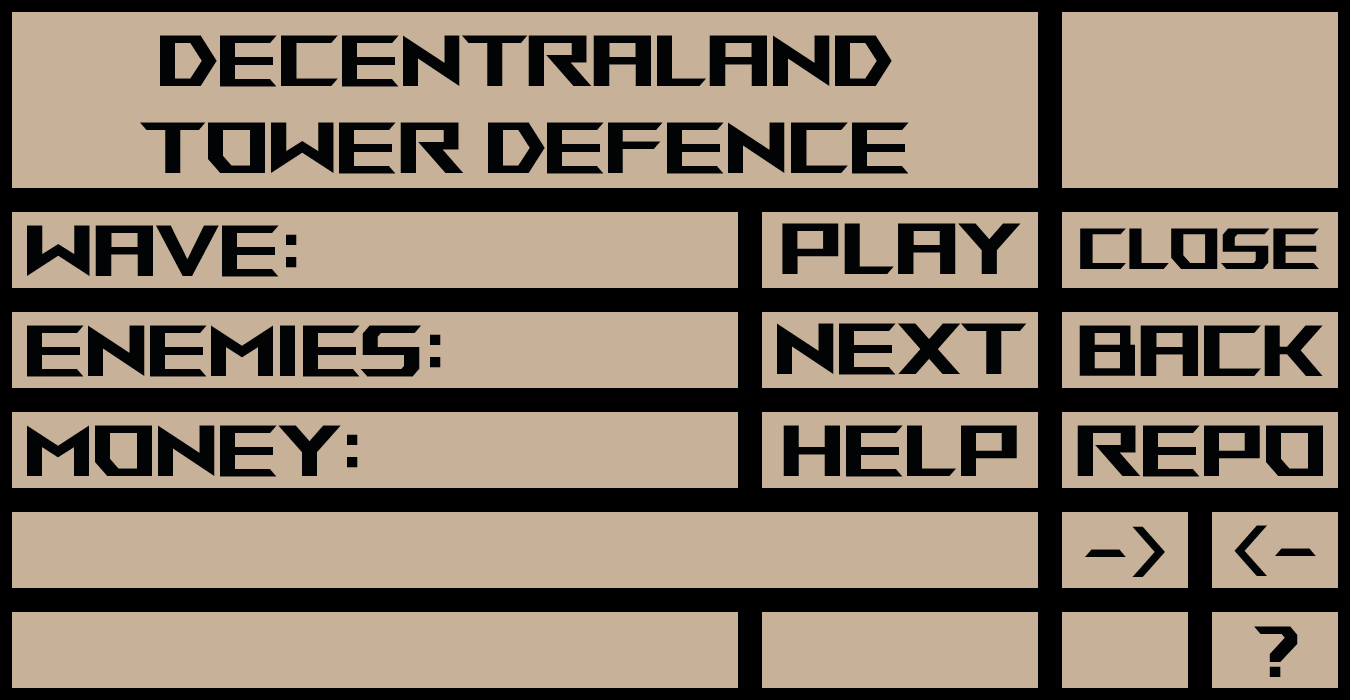 DECENTRALAND
TOWER DEFENCE
WAVE:
PLAY
CLOSE
ENEMIES:
NEXT
BACK
MONEY:
HELP
REPO
->
<-
?